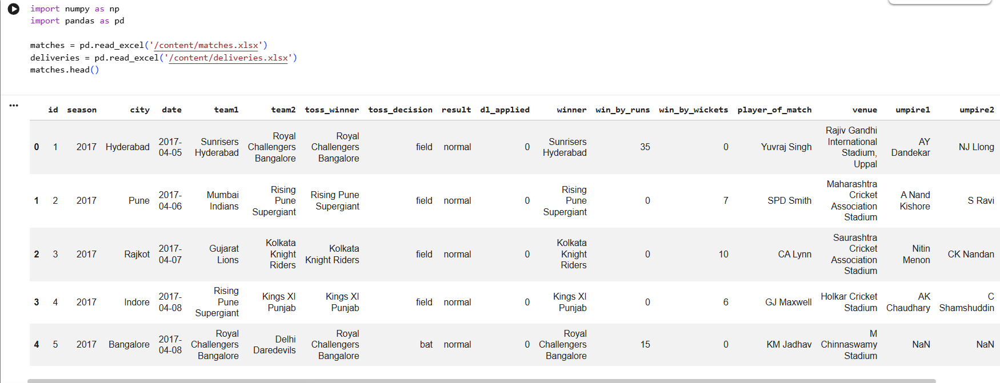 import numpy as np
import pandas as pd
matches = pd.read_excel('/content/matches.xlsx')
deliveries = pd.read_excel('/content/deliveries.xlsx')
matches.head()
id season city date team1 team2 toss_winner toss_decision result dl_applied winner win_by_runs win_by_wickets player_of_match venue umpire1 umpire2
0 1 2017 Hyderabad 2017-04-05 Sunrisers Hyderabad Royal Challengers Bangalore Royal Challengers Bangalore field normal 0 Sunrisers Hyderabad 35 0 Yuvraj Singh Rajiv Gandhi International Stadium, Uppal AY Dandekar NJ Llong
1 2 2017 Pune 2017-04-06 Mumbai Indians Rising Pune Supergiant Rising Pune Supergiant field normal 0 Rising Pune Supergiant 0 7 SPD Smith Maharashtra Cricket Association Stadium A Nand Kishore S Ravi
2 3 2017 Rajkot 2017-04-07 Gujarat Lions Kolkata Knight Riders Kolkata Knight Riders field normal 0 Kolkata Knight Riders 0 10 CA Lynn Saurashtra Cricket Association Stadium Nitin Menon CK Nandan
3 4 2017 Indore 2017-04-08 Rising Pune Supergiant Kings XI Punjab Kings XI Punjab field normal 0 Kings XI Punjab 0 6 GJ Maxwell Holkar Cricket Stadium AK Chaudhary C Shamshuddin
4 5 2017 Bangalore 2017-04-08 Royal Challengers Bangalore Delhi Daredevils Royal Challengers Bangalore bat normal 0 Royal Challengers Bangalore 15 0 KM Jadhav M Chinnaswamy Stadium NaN NaN